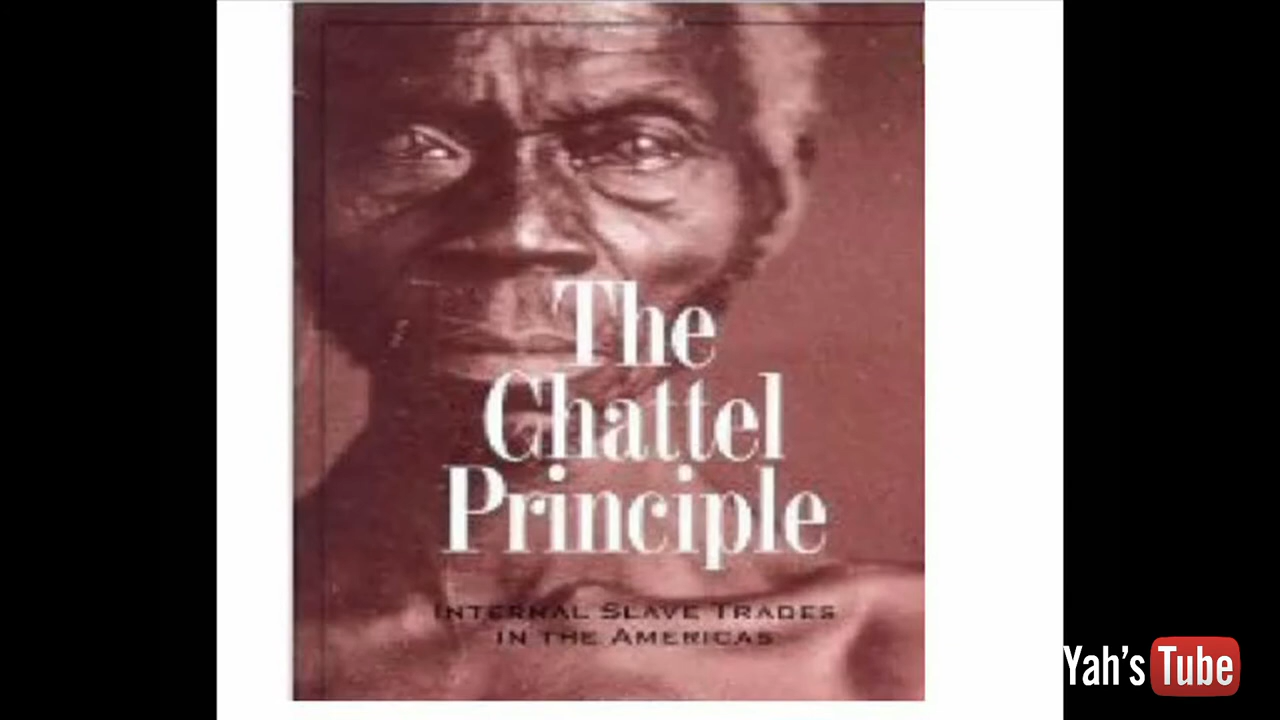 The
Chattel
Principle
INTERNAL SLAVE TRADES
IN THE AMERICAS
Yah's Tube